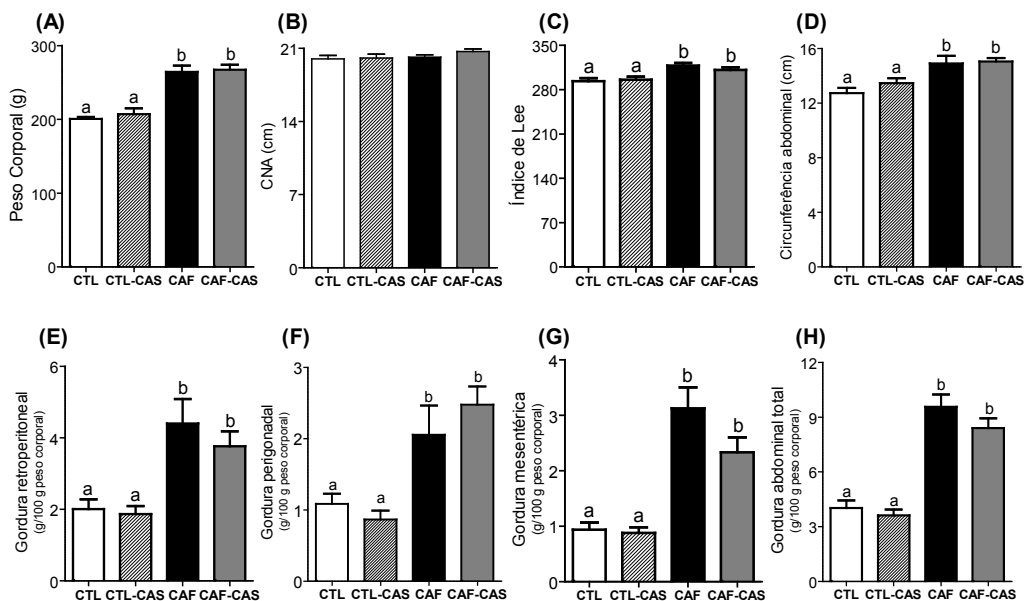 (A)
Peso Corporal (g)
300
200
100
0
a
a
b
b
CTL
CTL-CAS
CAF
CAF-CAS
(B)
CNA (cm)
21
14
7
0
CTL
CTL-CAS
CAF
CAF-CAS
(C)
Índice de Lee
350
280
210
140
70
0
a
a
b
b
CTL
CTL-CAS
CAF
CAF-CAS
(D)
Circunferência abdominal (cm)
16
12
8
4
0
a
a
b
b
CTL
CTL-CAS
CAF
CAF-CAS
(E)
Gordura retroperitoneal
(g/100 g peso corporal)
6
4
2
0
a
a
b
b
CTL
CTL-CAS
CAF
CAF-CAS
(F)
Gordura perigonadal
(g/100 g peso corporal)
3
2
1
0
a
a
b
b
CTL
CTL-CAS
CAF
CAF-CAS
(G)
Gordura mesentérica
(g/100 g peso corporal)
4
3
2
1
0
a
a
b
b
CTL
CTL-CAS
CAF
CAF-CAS
(H)
Gordura abdominal total
(g/100 g peso corporal)
12
9
6
3
0
a
a
b
b
CTL
CTL-CAS
CAF
CAF-CAS